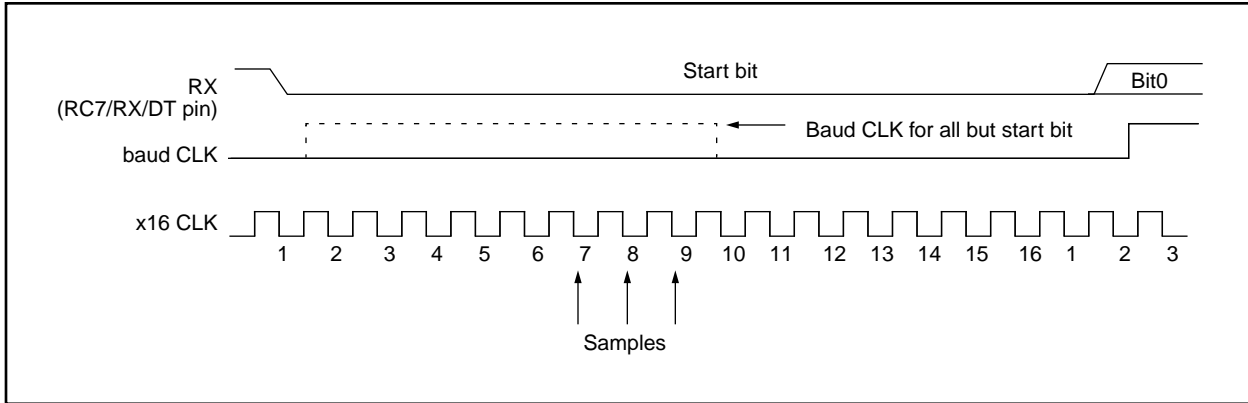 Start bit
RX
(RC7/RX/DT pin)
Bit0
Baud CLK for all but start bit
baud CLK
x16 CLK
1 2 3 4 5 6 7 8 9 10 11 12 13 14 15 16 1 2 3
Samples